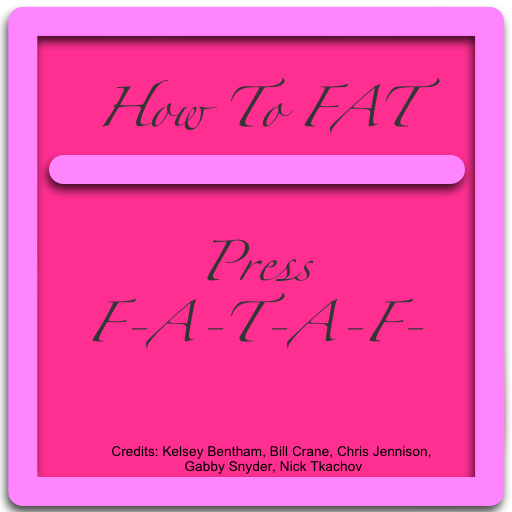 How To FAT
Press
F-A-T-A-F-
Credits: Kelsey Bentham, Bill Crane, Chris Jennison,
Gabby Snyder, Nick Tkachov